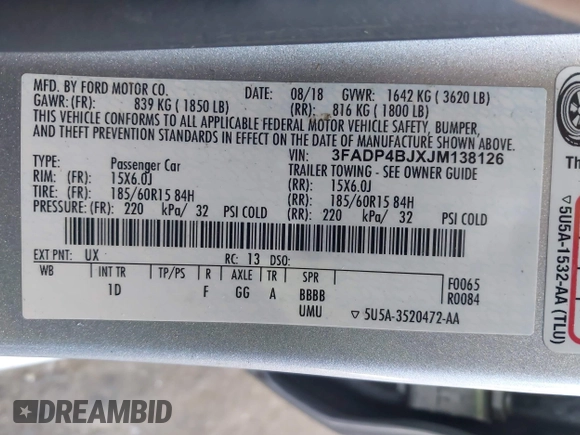 MFD. BY FORD MOTOR CO. DATE: 08/18 GVWR: 1642 KG ( 3620 LB)
GAWR:(FR): 839 KG ( 1850 LB) (RR): 816 KG ( 1800 LB)
THIS VEHICLE CONFORMS TO ALL APPLICABLE FEDERAL MOTOR VEHICLE SAFETY, BUMPER,
AND THEFT PREVENTION STANDARDS IN EFFECT ON THE DATE OF MANUFACTURE SHOWN ABOVE.
VIN: 3FADP4BJXJM138126
TYPE: Passenger Car TRAILER TOWING - SEE OWNER GUIDE
RIM: (FR): 15X6.0J (RR): 15X6.0J
TIRE: (FR): 185/60R15 84H (RR): 185/60R15 84H
PRESSURE: (FR): 220 kPa/ 32 PSI COLD (RR): 220 kPa/ 32 PSI COLD
EXT PNT: UX RC: 13 DSO:
WB INT TR TP/PS R AXLE TR SPR F0065
1D F GG A BBBB R0084
UMU ▽ 5U5A-3520472-AA
Th
▽ 5U5A-1532-AA (TLU)
DREAMBID